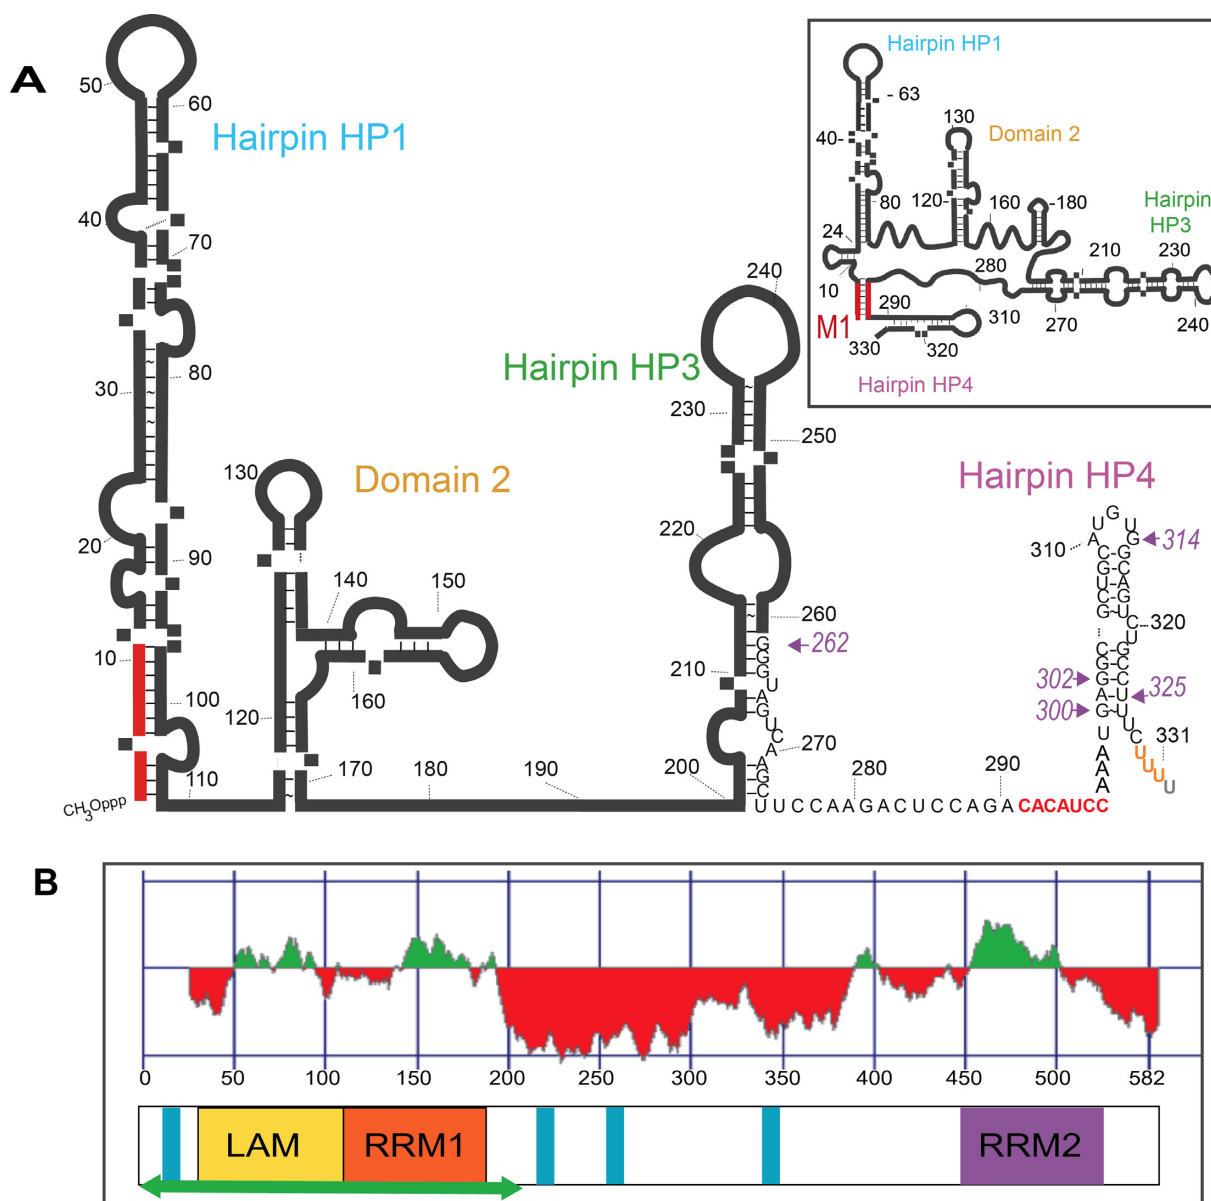 A
Hairpin HP1
50
60
40
70
30
80
20
90
10
100
110
CH3Oppp
Domain 2
130
140
150
160
120
170
180
190
200
Hairpin HP3
240
230
250
220
260
262
210
270
G
G
G
U
A
G
U
C
A
A
G
C
U U C C A A G A C U C C A G A CACAUCC
280
290
Hairpin HP4
310
314
320
302
325
300
331
A
A
A
U
G
A
G
G
C
G
C
U
G
C
A
U
G
U
G
G
C
A
G
U
C
U
G
C
C
U
U
U
C
U
U
U
U
Hairpin HP1
- 63
40-
80
24
10
M1
Domain 2
130
120-
160
-180
Hairpin
HP3
210
230
280
290
310
270
240
330
320
Hairpin HP4
B
0 50 100 150 200 250 300 350 400 450 500 582
LAM RRM1 RRM2